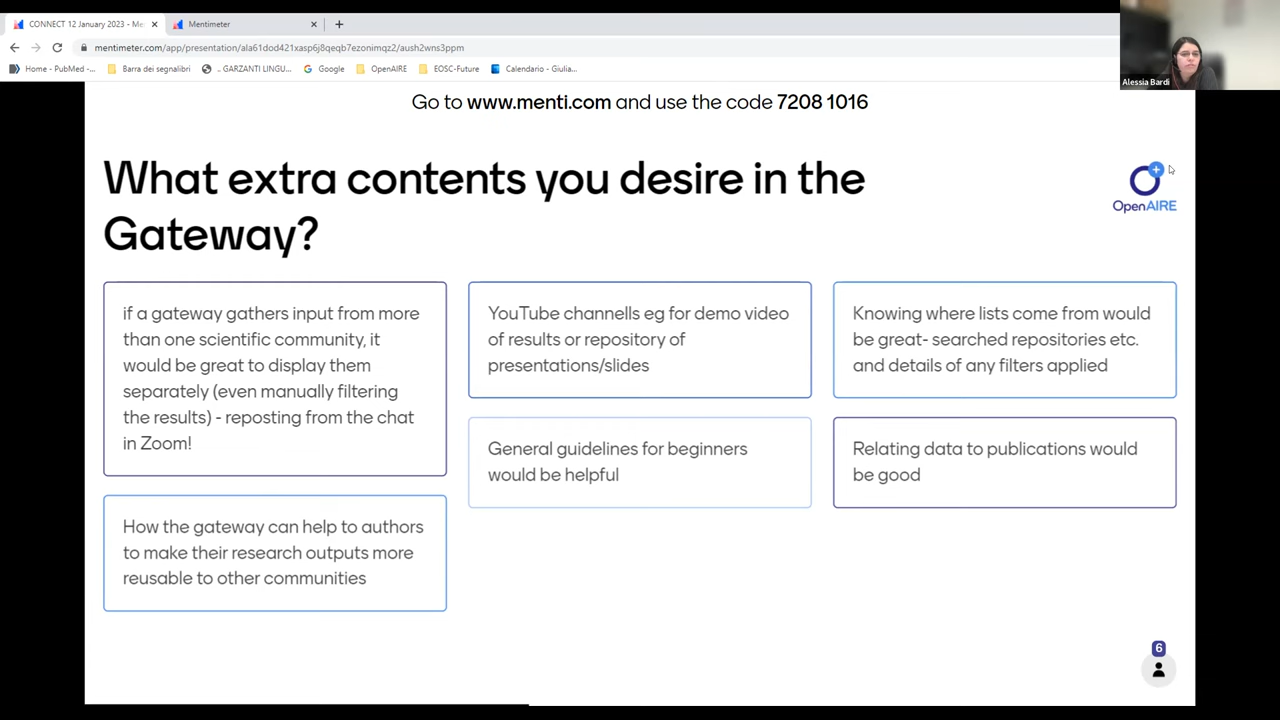 CONNECT 12 January 2023 - Me
Mentimeter
mentimeter.com/app/presentation/ala61dod421xasp6j8qeqb7ezonimqz2/aush2wns3ppm
Home - PubMed -...
Barra dei segnalibri
.. GARZANTI LINGU...
Google
OpenAIRE
EOSC-Future
Calendario - Giulia...
Alessia Bardi
Go to www.menti.com and use the code 7208 1016
What extra contents you desire in the
Gateway?
OpenAIRE
if a gateway gathers input from more
than one scientific community, it
would be great to display them
separately (even manually filtering
the results) - reposting from the chat
in Zoom!
How the gateway can help to authors
to make their research outputs more
reusable to other communities
YouTube channells eg for demo video
of results or repository of
presentations/slides
General guidelines for beginners
would be helpful
Knowing where lists come from would
be great- searched repositories etc.
and details of any filters applied
Relating data to publications would
be good
6